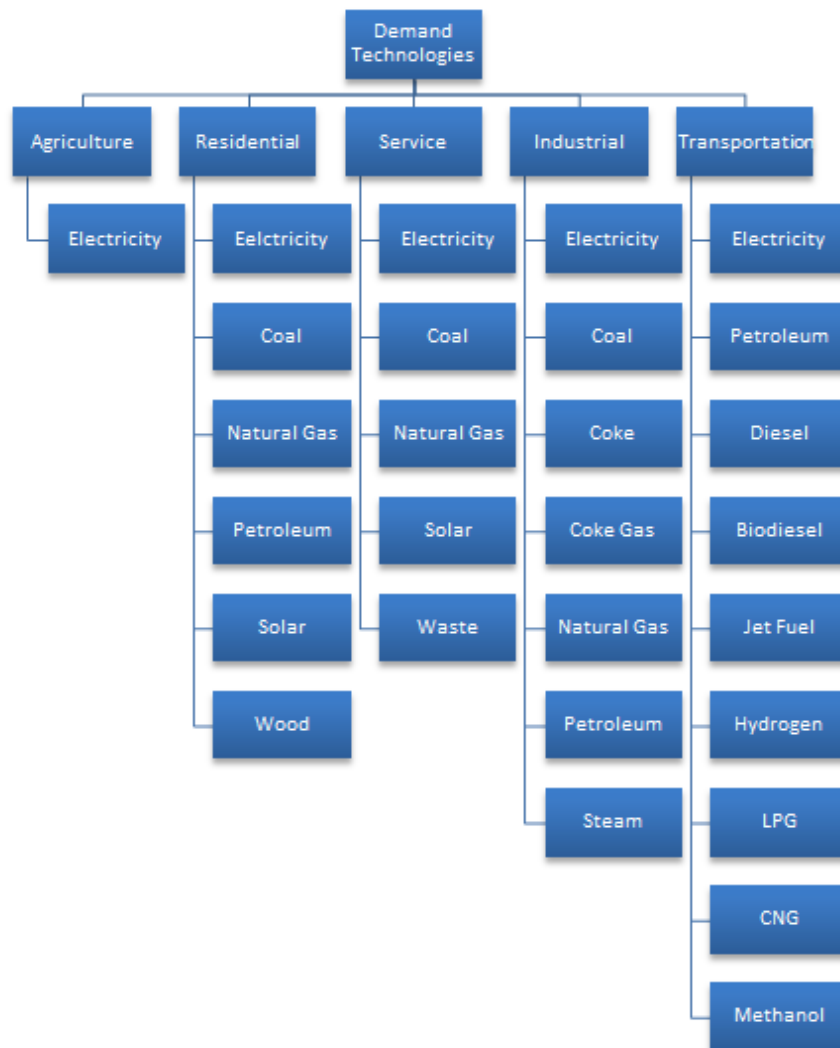 Demand
Technologies
Agriculture
Residential
Service
Industrial
Transportation
Electricity
Eelctricity
Electricity
Electricity
Electricity
Coal
Coal
Coal
Petroleum
Natural Gas
Natural Gas
Coke
Diesel
Petroleum
Solar
Coke Gas
Biodiesel
Solar
Waste
Natural Gas
Jet Fuel
Wood
Petroleum
Hydrogen
Steam
LPG
CNG
Methanol